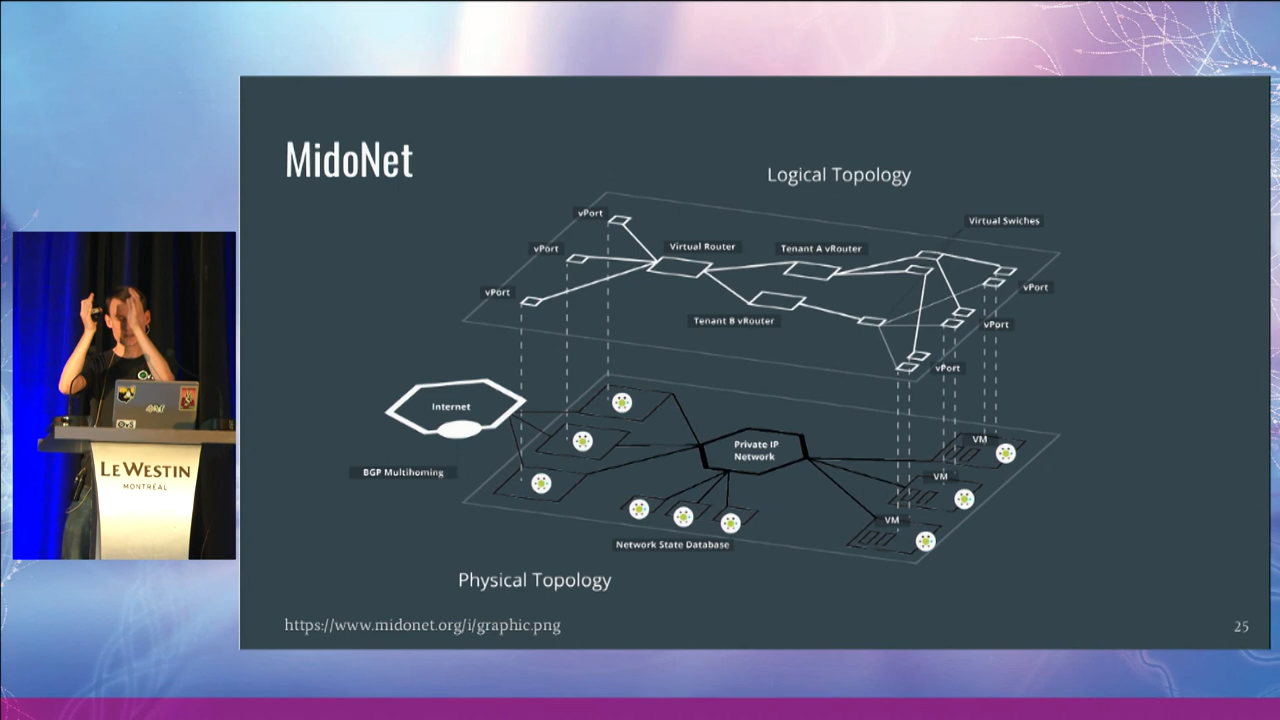 MidoNet
Logical Topology
vPort
Virtual Swiches
vPort
Virtual Router
Tenant A vRouter
vPort
vPort
Tenant B vRouter
vPort
vPort
Internet
Private IP
Network
VM
BGP Multihoming
VM
VM
Network State Database
Physical Topology
https://www.midonet.org/i/graphic.png
25
LE WESTIN
MONTRÉAL
OVS